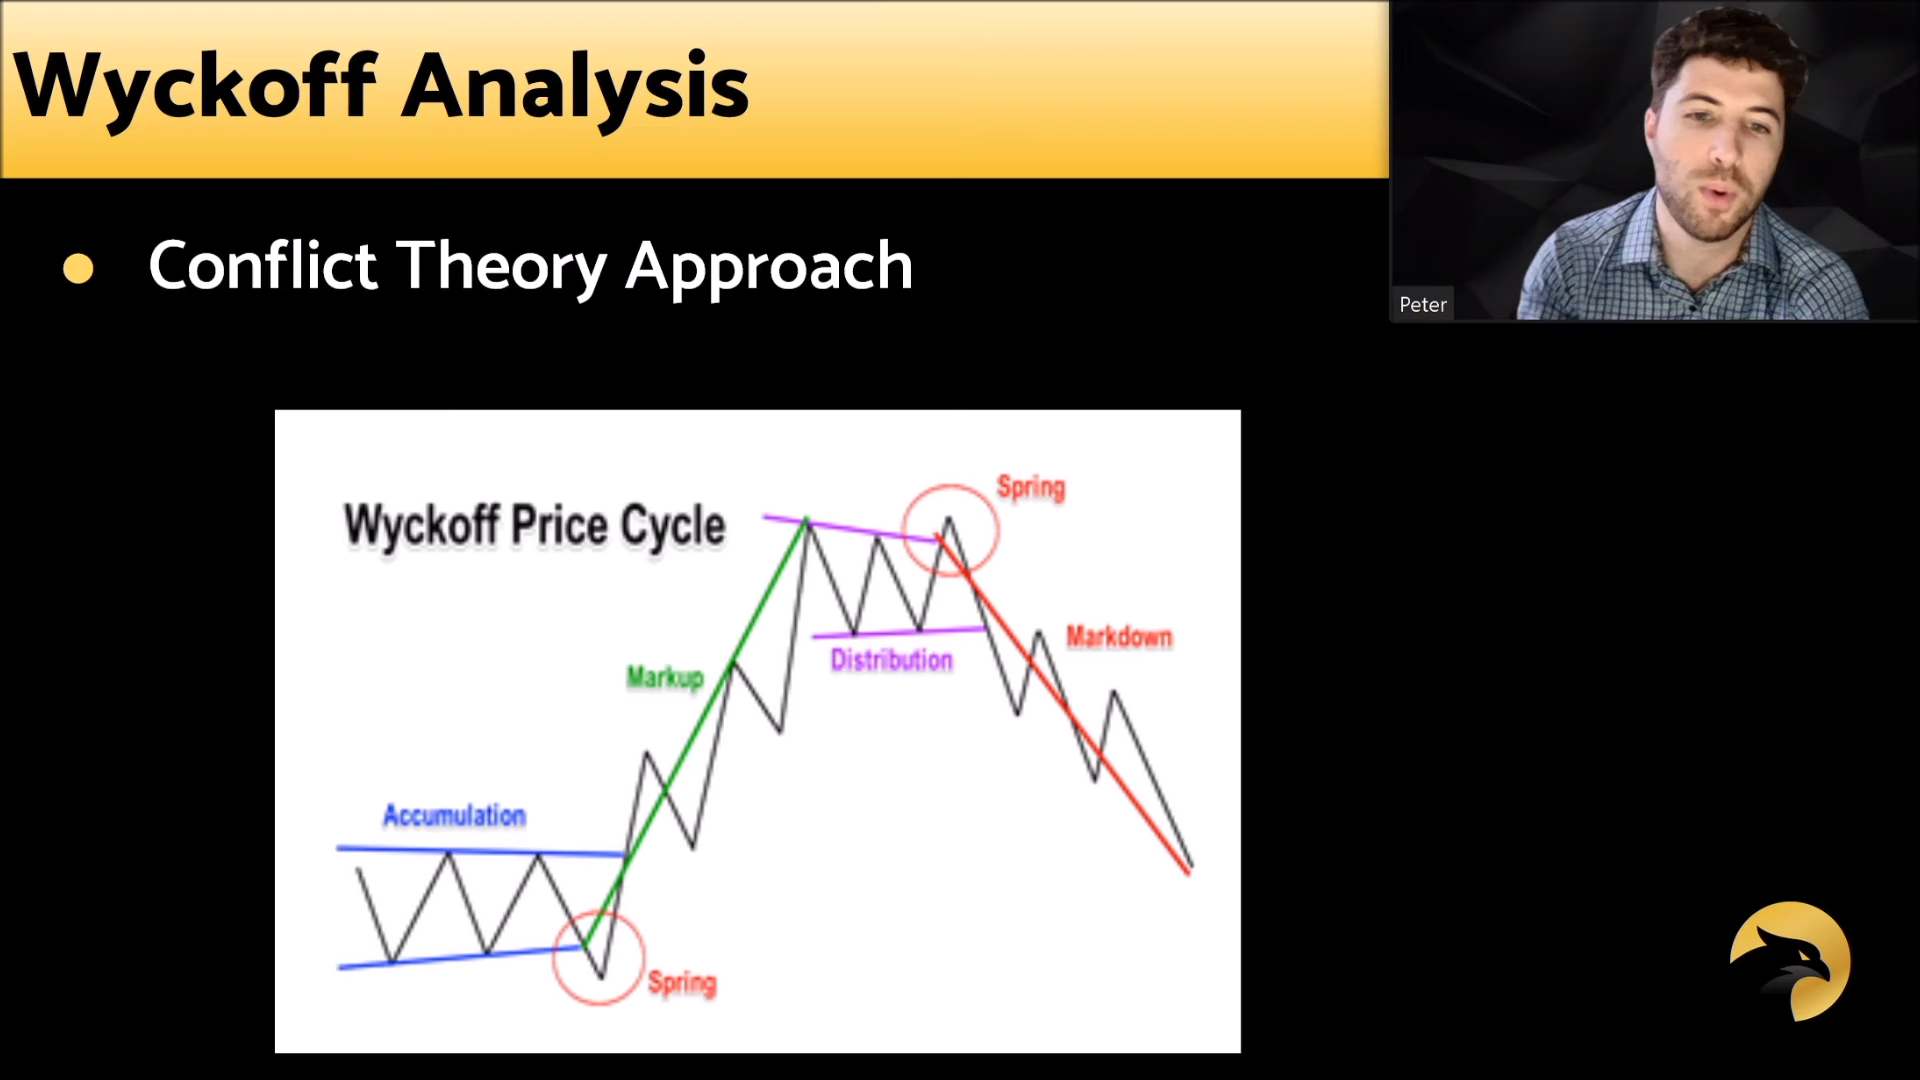 Wyckoff Analysis
Peter
● Conflict Theory Approach
Wyckoff Price Cycle
Spring
Markdown
Distribution
Markup
Accumulation
Spring